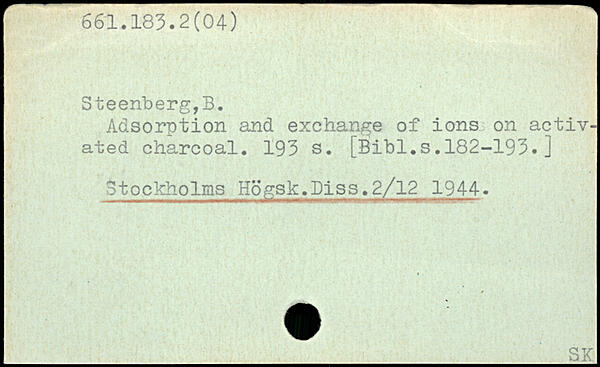 661.183.2(04)
Steenberg,B.
Adsorption and exchange of ions on activ-
ated charcoal. 193 s. [Bibl.s.182-193.]
Stockholms Högsk.Diss.2/12 1944.
SK